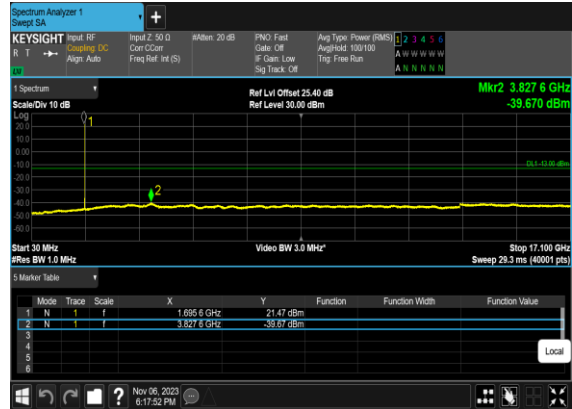 Spectrum Analyzer 1
Swept SA
+
KEYSIGHT Input: RF Input Z: 50 Ω #Atten: 20 dB PNO: Fast Avg Type: Power (RMS) 1 2 3 4 5 6
R T Coupling: DC Corr CCorr Gate: Off Avg|Hold: 100/100 A W W W W W
Align: Auto Freq Ref: Int (S) IF Gain: Low Trig: Free Run
Sig Track: Off A N N N N N
1 Spectrum Ref Lvl Offset 25.40 dB Mkr2 3.827 6 GHz
Scale/Div 10 dB Ref Level 30.00 dBm -39.670 dBm
Log
1
20.0
10.0
0.00
-10.0 DL1 -13.00 dBm
-20.0
-30.0 2
-40.0
-50.0
-60.0
Start 30 MHz Video BW 3.0 MHz* Stop 17.100 GHz
#Res BW 1.0 MHz Sweep 29.3 ms (40001 pts)
5 Marker Table
Mode Trace Scale X Y Function Function Width Function Value
1 N 1 f 1.695 6 GHz 21.47 dBm
2 N 1 f 3.827 6 GHz -39.67 dBm
3
4
5
6
Local
? Nov 06, 2023
6:17:52 PM